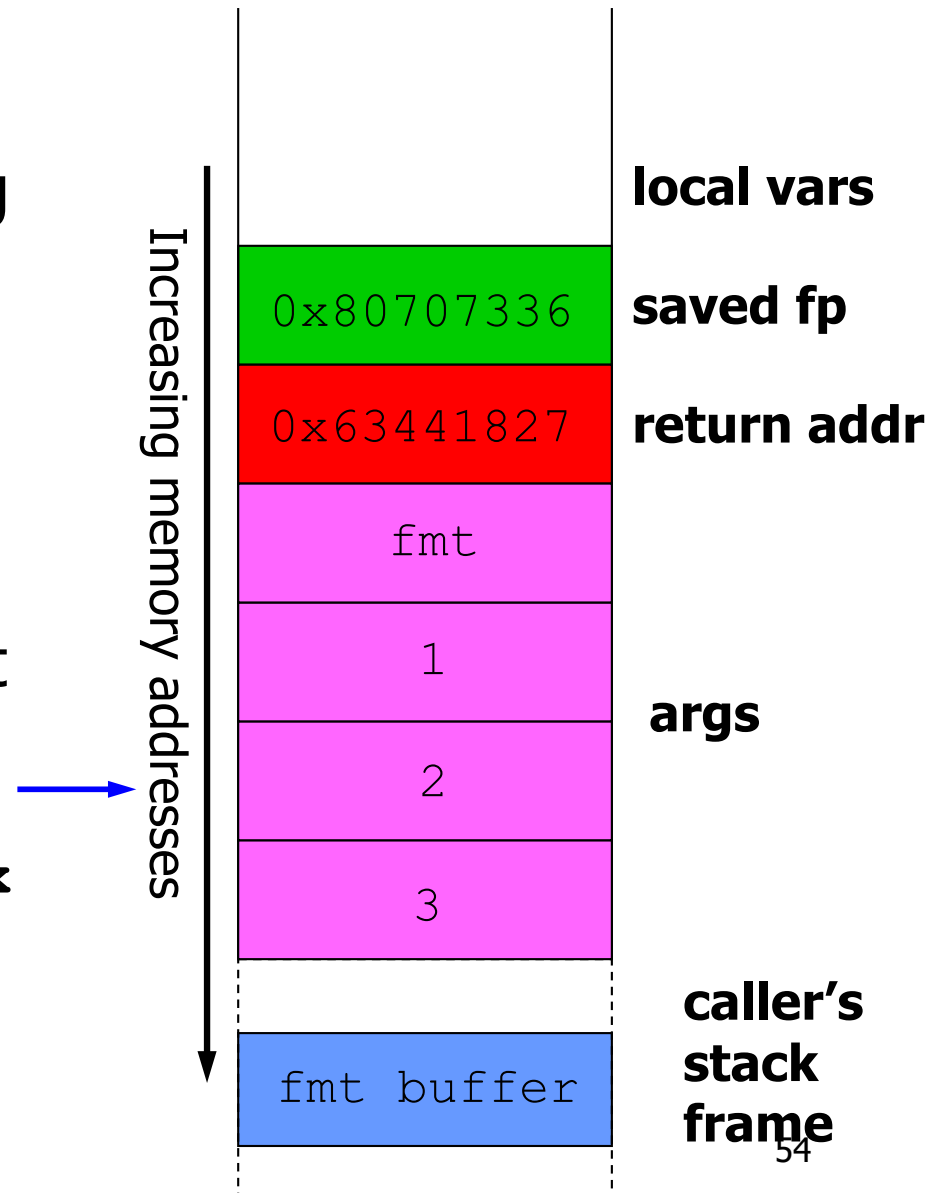 local vars
0x80707336
saved fp
0x63441827
return addr
fmt
1
args
2
3
Increasing memory addresses
caller’s
stack
frame
fmt buffer
54